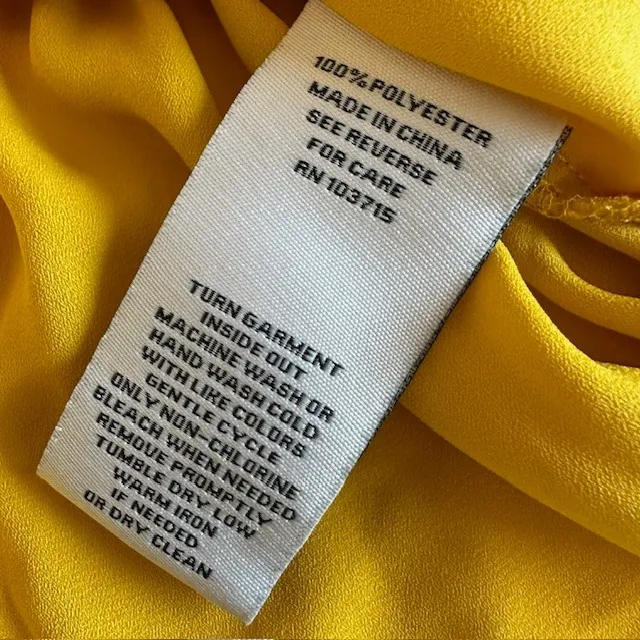 100% POLYESTER
MADE IN CHINA
SEE REVERSE
FOR CARE
RN 103715
TURN GARMENT
INSIDE OUT
MACHINE WASH OR
HAND WASH COLD
WITH LIKE COLORS
GENTLE CYCLE
ONLY NON-CHLORINE
BLEACH WHEN NEEDED
REMOVE PROMPTLY
TUMBLE DRY LOW
WARM IRON
IF NEEDED
OR DRY CLEAN